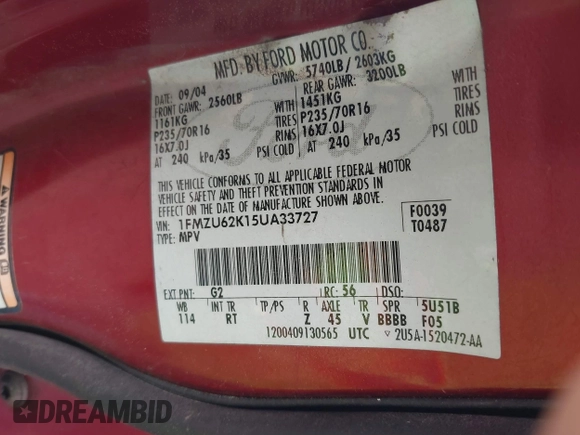 MFD. BY FORD MOTOR CO.
DATE: 09/04 GVWR: 5740LB / 2603KG
FRONT GAWR: 2560LB REAR GAWR: 3200LB
1161KG WITH 1451KG WITH
P235/70R16 TIRES P235/70R16 TIRES
16X7.0J RIMS 16X7.0J RIMS
AT 240 kPa/35 PSI COLD AT 240 kPa/35 PSI COLD
THIS VEHICLE CONFORMS TO ALL APPLICABLE FEDERAL MOTOR
VEHICLE SAFETY AND THEFT PREVENTION STANDARDS IN
EFFECT ON THE DATE OF MANUFACTURE SHOWN ABOVE.
VIN: 1FMZU62K15UA33727 F0039
TYPE: MPV T0487
EXT PNT: G2 RC: 56 DSO:
WB INT TR TP/PS R AXLE TR SPR 5U51B
114 RT Z 45 V BBBB F05
1200409130565 UTC ▽ 2U5A-1520472-AA
Ford
WARNING
DREAMBID